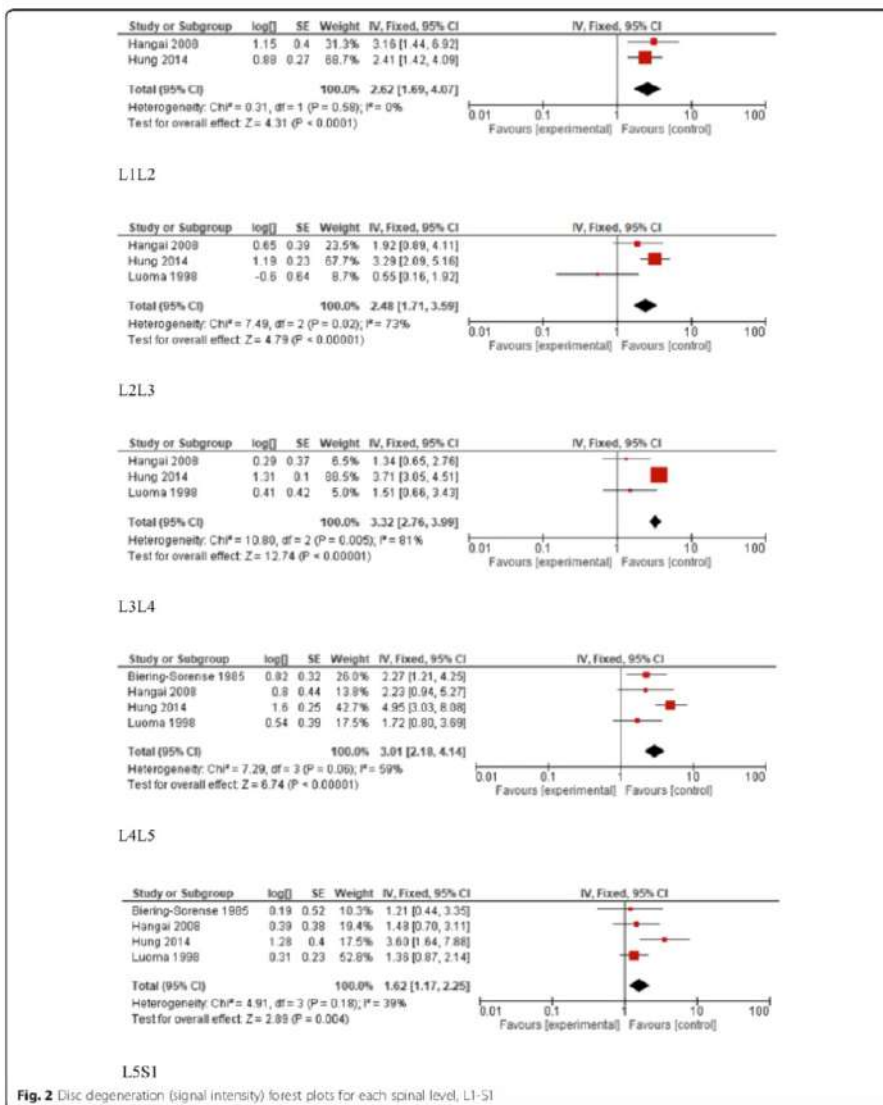 Study or Subgroup log[] SE Weight IV, Fixed, 95% CI IV, Fixed, 95% CI
Hangai 2008 1.15 0.4 31.3% 3.16 [1.44, 6.92]
Hung 2014 0.88 0.27 68.7% 2.41 [1.42, 4.09]
Total (95% CI) 100.0% 2.62 [1.69, 4.07]
Heterogeneity: Chi² = 0.31, df = 1 (P = 0.58); I² = 0%
Test for overall effect: Z = 4.31 (P < 0.0001)
0.01 0.1 1 10 100
Favours [experimental] Favours [control]
L1L2
Study or Subgroup log[] SE Weight IV, Fixed, 95% CI IV, Fixed, 95% CI
Hangai 2008 0.65 0.39 23.5% 1.92 [0.89, 4.11]
Hung 2014 1.19 0.23 67.7% 3.29 [2.09, 5.16]
Luoma 1998 -0.6 0.64 8.7% 0.55 [0.16, 1.92]
Total (95% CI) 100.0% 2.48 [1.71, 3.59]
Heterogeneity: Chi² = 7.49, df = 2 (P = 0.02); I² = 73%
Test for overall effect: Z = 4.79 (P < 0.00001)
0.01 0.1 1 10 100
Favours [experimental] Favours [control]
L2L3
Study or Subgroup log[] SE Weight IV, Fixed, 95% CI IV, Fixed, 95% CI
Hangai 2008 0.29 0.37 6.5% 1.34 [0.65, 2.76]
Hung 2014 1.31 0.1 88.5% 3.71 [3.05, 4.51]
Luoma 1998 0.41 0.42 5.0% 1.51 [0.66, 3.43]
Total (95% CI) 100.0% 3.32 [2.76, 3.99]
Heterogeneity: Chi² = 10.80, df = 2 (P = 0.005); I² = 81%
Test for overall effect: Z = 12.74 (P < 0.00001)
0.01 0.1 1 10 100
Favours [experimental] Favours [control]
L3L4
Study or Subgroup log[] SE Weight IV, Fixed, 95% CI IV, Fixed, 95% CI
Biering-Sorense 1985 0.82 0.32 26.0% 2.27 [1.21, 4.25]
Hangai 2008 0.8 0.44 13.8% 2.23 [0.94, 5.27]
Hung 2014 1.6 0.25 42.7% 4.95 [3.03, 8.08]
Luoma 1998 0.54 0.39 17.5% 1.72 [0.80, 3.69]
Total (95% CI) 100.0% 3.01 [2.18, 4.14]
Heterogeneity: Chi² = 7.29, df = 3 (P = 0.06); I² = 59%
Test for overall effect: Z = 6.74 (P < 0.00001)
0.01 0.1 1 10 100
Favours [experimental] Favours [control]
L4L5
Study or Subgroup log[] SE Weight IV, Fixed, 95% CI IV, Fixed, 95% CI
Biering-Sorense 1985 0.19 0.52 10.3% 1.21 [0.44, 3.35]
Hangai 2008 0.39 0.38 19.4% 1.48 [0.70, 3.11]
Hung 2014 1.28 0.4 17.5% 3.60 [1.64, 7.88]
Luoma 1998 0.31 0.23 52.8% 1.36 [0.87, 2.14]
Total (95% CI) 100.0% 1.62 [1.17, 2.25]
Heterogeneity: Chi² = 4.91, df = 3 (P = 0.18); I² = 39%
Test for overall effect: Z = 2.89 (P = 0.004)
0.01 0.1 1 10 100
Favours [experimental] Favours [control]
L5S1
Fig. 2 Disc degeneration (signal intensity) forest plots for each spinal level, L1-S1